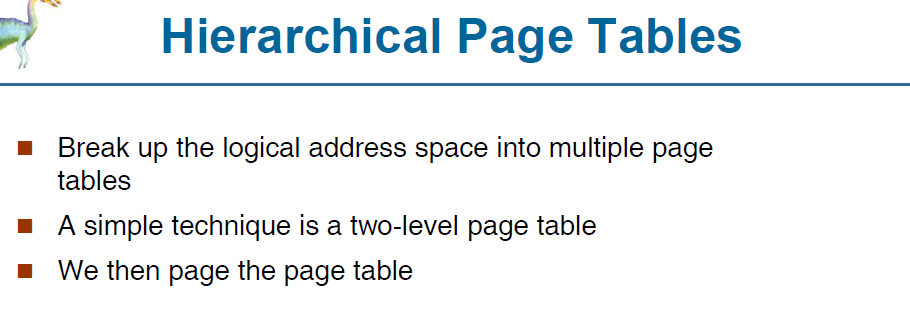 Hierarchical Page Tables
Break up the logical address space into multiple page
tables
A simple technique is a two-level page table
We then page the page table